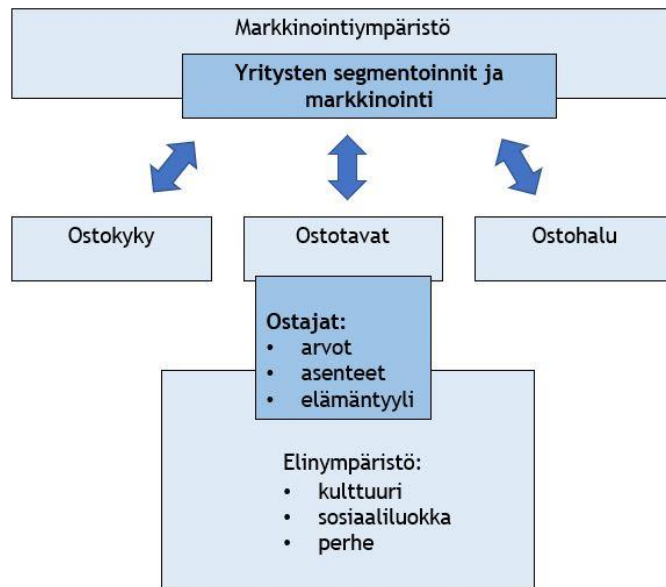 Markkinointiympäristö
Yritysten segmentoinnit ja
markkinointi
Ostokyky
Ostotavat
Ostohalu
Ostajat:
• arvot
• asenteet
• elämäntyyli
Elinympäristö:
• kulttuuri
• sosiaaliluokka
• perhe